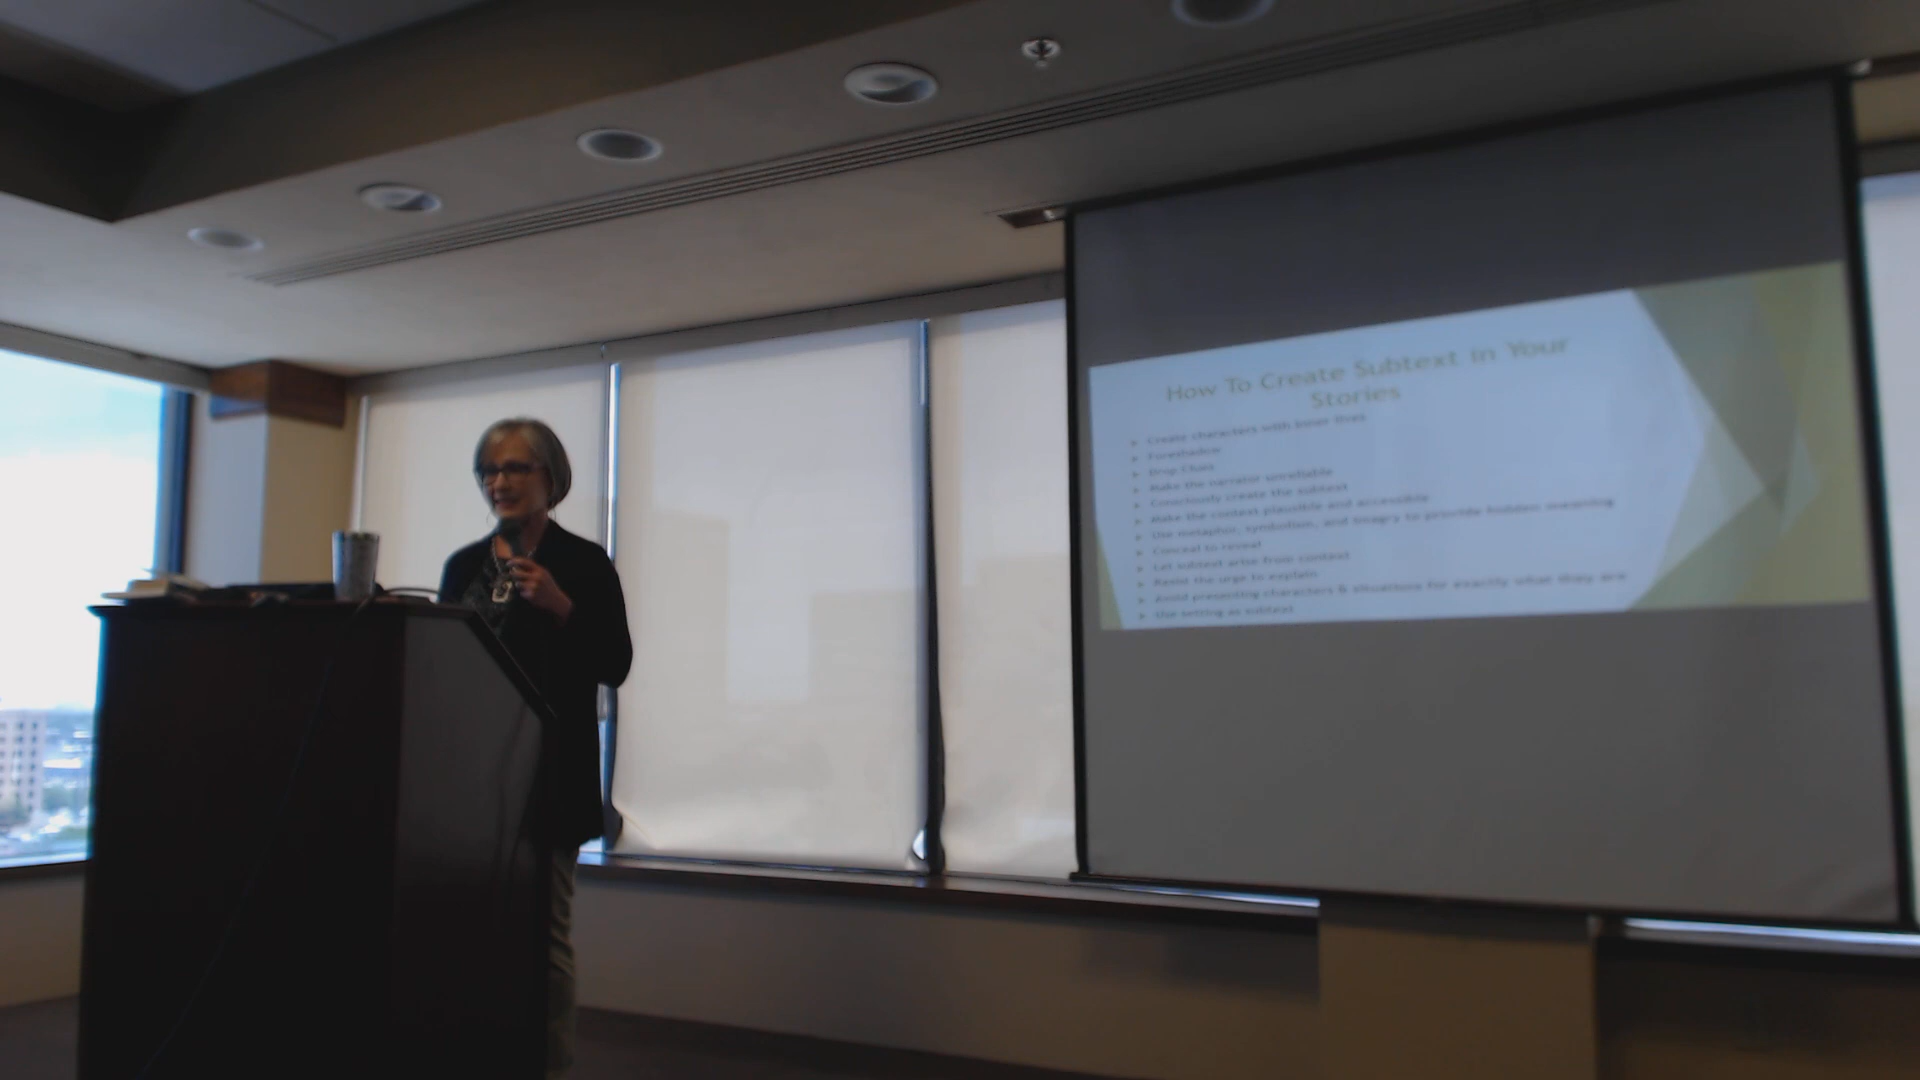 How To Create Subtext In Your
Stories
Create characters with inner lives
Foreshadow
Drop Clues
Make the narrator unreliable
Consciously create the subtext
Make the context plausible and accessible
Use metaphor, symbolism, and imagry to provide hidden meaning
Conceal to reveal
Let subtext arise from context
Resist the urge to explain
Avoid presenting characters & situations for exactly what they are
Use setting as subtext